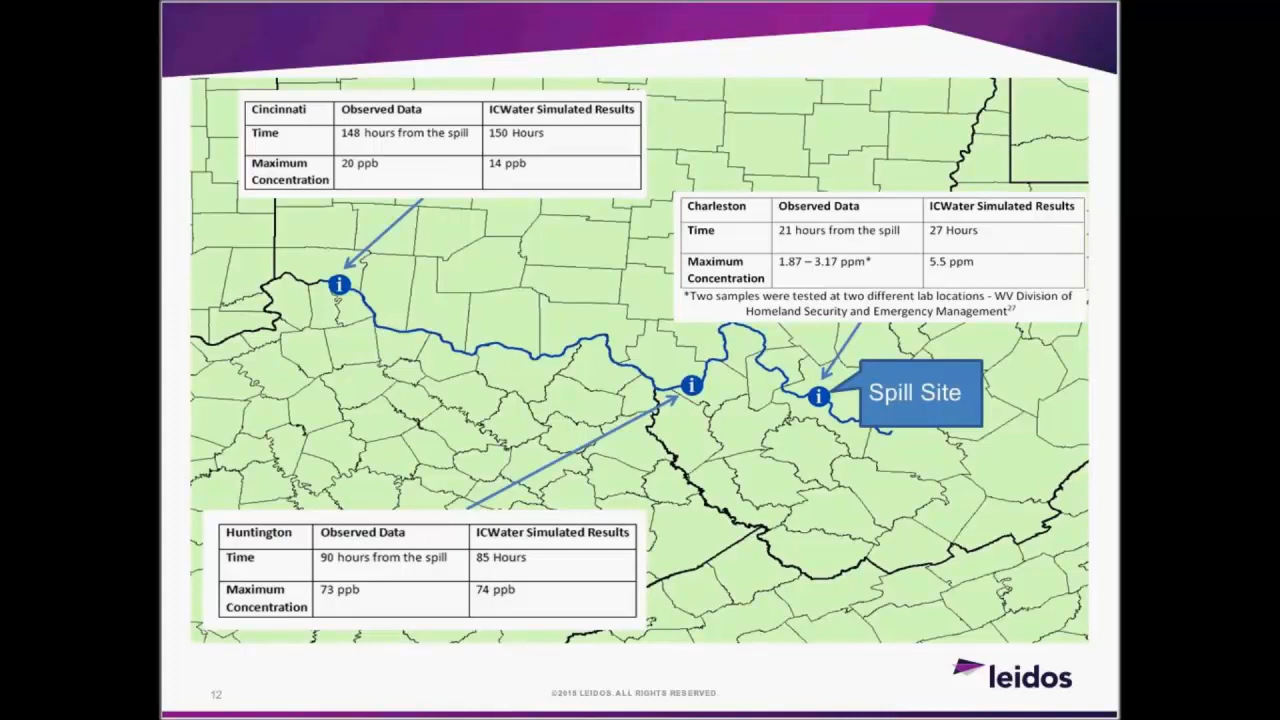 Cincinnati Observed Data ICWater Simulated Results
Time 148 hours from the spill 150 Hours
Maximum 20 ppb 14 ppb
Concentration
Charleston Observed Data ICWater Simulated Results
Time 21 hours from the spill 27 Hours
Maximum 1.87 – 3.17 ppm* 5.5 ppm
Concentration
*Two samples were tested at two different lab locations - WV Division of
Homeland Security and Emergency Management27
i
i
i
Spill Site
Huntington Observed Data ICWater Simulated Results
Time 90 hours from the spill 85 Hours
Maximum 73 ppb 74 ppb
Concentration
leidos
12
©2015 LEIDOS. ALL RIGHTS RESERVED